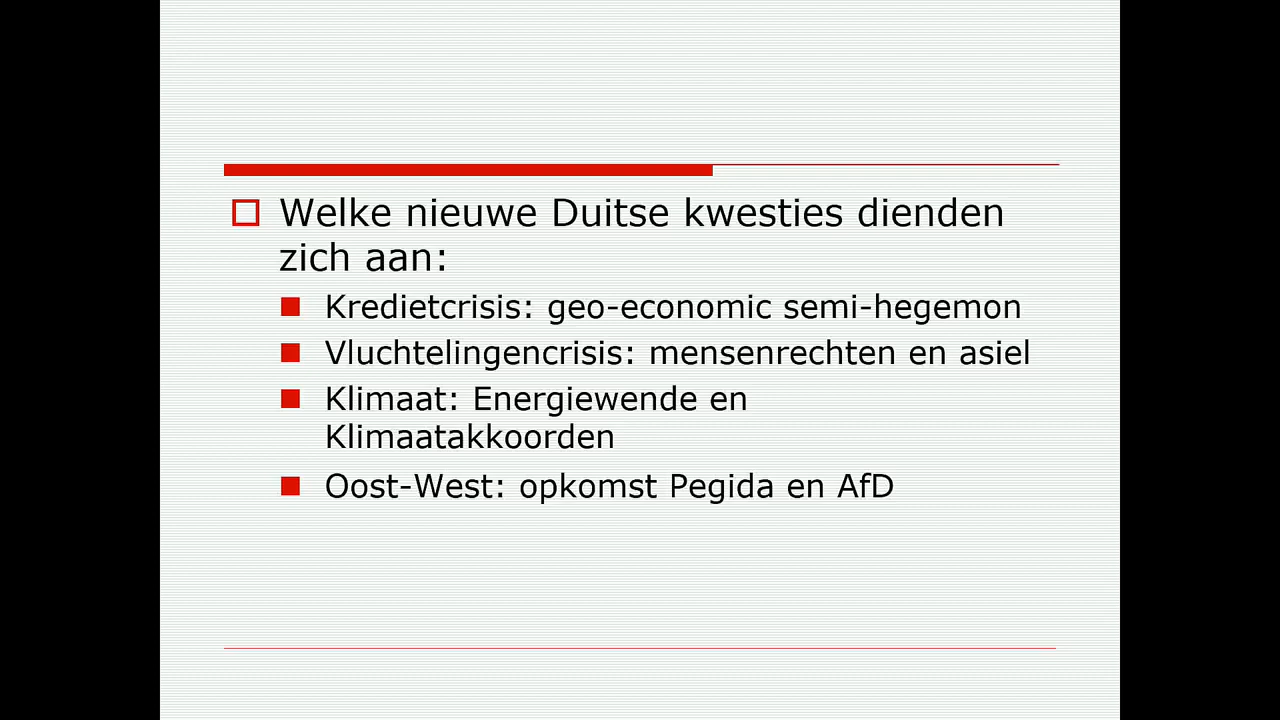 Welke nieuwe Duitse kwesties dienden
zich aan:
Kredietcrisis: geo-economic semi-hegemon
Vluchtelingencrisis: mensenrechten en asiel
Klimaat: Energiewende en
Klimaatakkoorden
Oost-West: opkomst Pegida en AfD